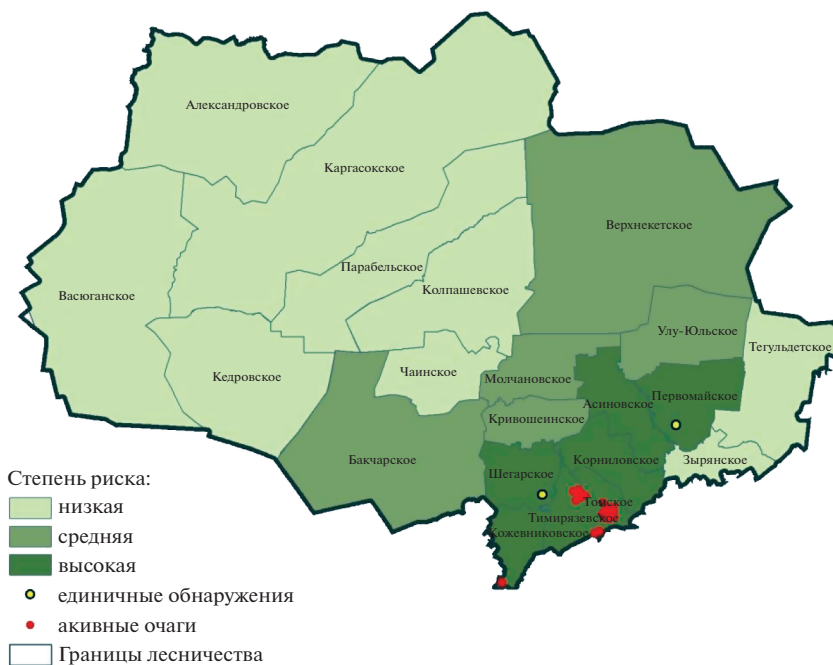 Александровское
Каргасокское
Верхнекетское
Парабельское
Васюганское
Колпашевское
Улу-Юльское
Тегульдетское
Кедровское
Чаинское
Молчановское
Первомайское
Асиновское
Кривошеинское
Бакчарское
Корниловское
Зырянское
Шегарское
Томское
Тимирязевское
Кожевниковское
Степень риска:
низкая
средняя
высокая
единичные обнаружения
акивные очаги
Границы лесничества